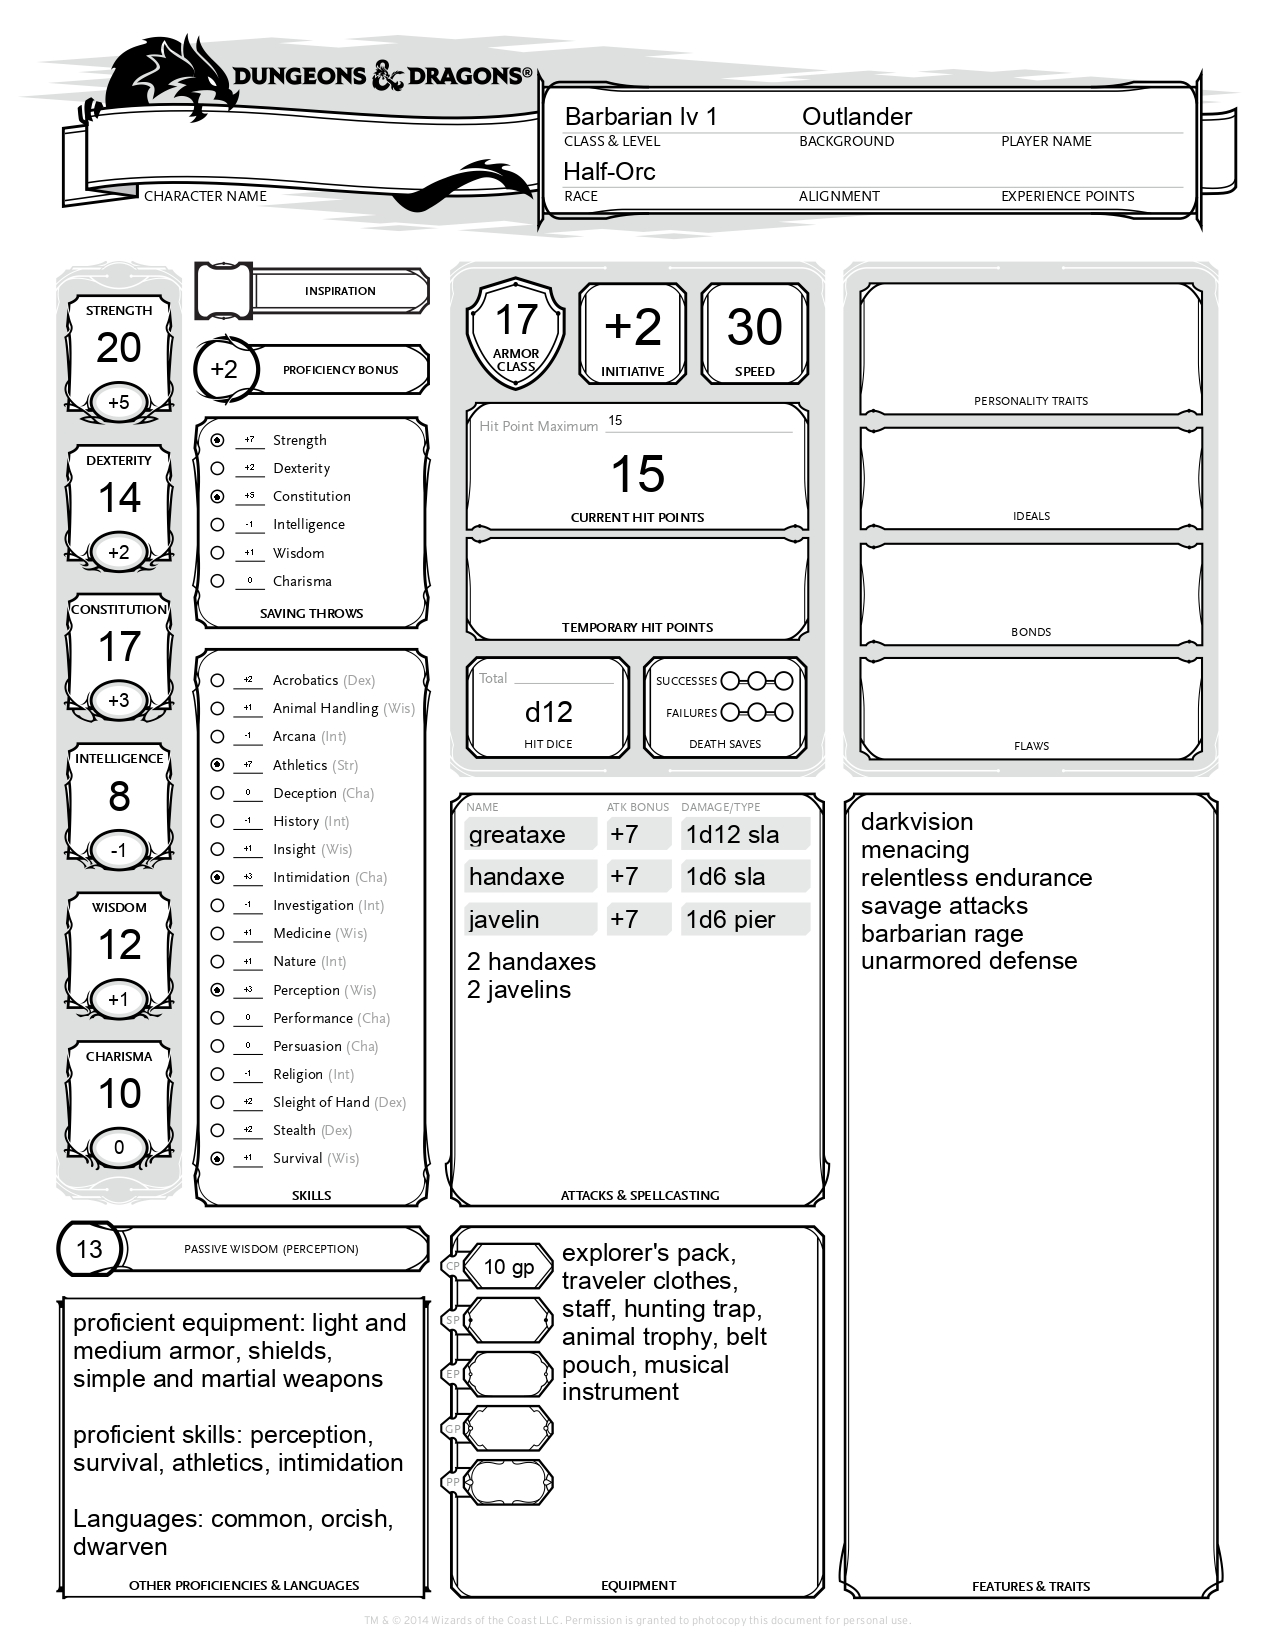 DUNGEONS & DRAGONS®
Barbarian lv 1 Outlander
CLASS & LEVEL BACKGROUND PLAYER NAME
Half-Orc
RACE ALIGNMENT EXPERIENCE POINTS
CHARACTER NAME
STRENGTH
20
+5
DEXTERITY
14
+2
CONSTITUTION
17
+3
INTELLIGENCE
8
-1
WISDOM
12
+1
CHARISMA
10
0
INSPIRATION
+2 PROFICIENCY BONUS
+7 Strength
+2 Dexterity
+5 Constitution
-1 Intelligence
+1 Wisdom
0 Charisma
SAVING THROWS
+2 Acrobatics (Dex)
+1 Animal Handling (Wis)
-1 Arcana (Int)
+7 Athletics (Str)
0 Deception (Cha)
-1 History (Int)
+1 Insight (Wis)
+3 Intimidation (Cha)
-1 Investigation (Int)
+1 Medicine (Wis)
+1 Nature (Int)
+3 Perception (Wis)
0 Performance (Cha)
0 Persuasion (Cha)
-1 Religion (Int)
+2 Sleight of Hand (Dex)
+2 Stealth (Dex)
+1 Survival (Wis)
SKILLS
13 PASSIVE WISDOM (PERCEPTION)
proficient equipment: light and
medium armor, shields,
simple and martial weapons
proficient skills: perception,
survival, athletics, intimidation
Languages: common, orcish,
dwarven
OTHER PROFICIENCIES & LANGUAGES
17
ARMOR
CLASS
+2
INITIATIVE
30
SPEED
Hit Point Maximum 15
15
CURRENT HIT POINTS
TEMPORARY HIT POINTS
Total
d12
HIT DICE
SUCCESSES
FAILURES
DEATH SAVES
NAME ATK BONUS DAMAGE/TYPE
greataxe +7 1d12 sla
handaxe +7 1d6 sla
javelin +7 1d6 pier
2 handaxes
2 javelins
ATTACKS & SPELLCASTING
CP 10 gp
SP
EP
GP
PP
explorer's pack,
traveler clothes,
staff, hunting trap,
animal trophy, belt
pouch, musical
instrument
EQUIPMENT
PERSONALITY TRAITS
IDEALS
BONDS
FLAWS
darkvision
menacing
relentless endurance
savage attacks
barbarian rage
unarmored defense
FEATURES & TRAITS
TM & © 2014 Wizards of the Coast LLC. Permission is granted to photocopy this document for personal use.